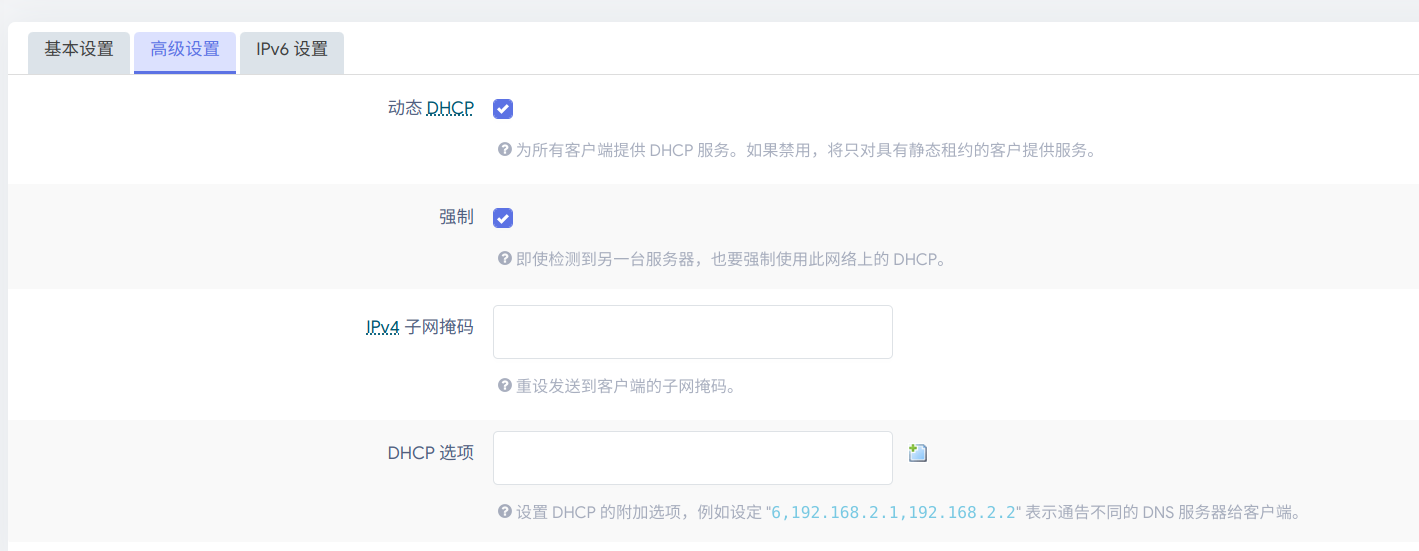 基本设置 高级设置 IPv6 设置
动态 DHCP
为所有客户端提供 DHCP 服务。如果禁用，将只对具有静态租约的客户提供服务。
强制
即使检测到另一台服务器，也要强制使用此网络上的 DHCP。
IPv4 子网掩码
重设发送到客户端的子网掩码。
DHCP 选项
设置 DHCP 的附加选项，例如设定 "6,192.168.2.1,192.168.2.2" 表示通告不同的 DNS 服务器给客户端。